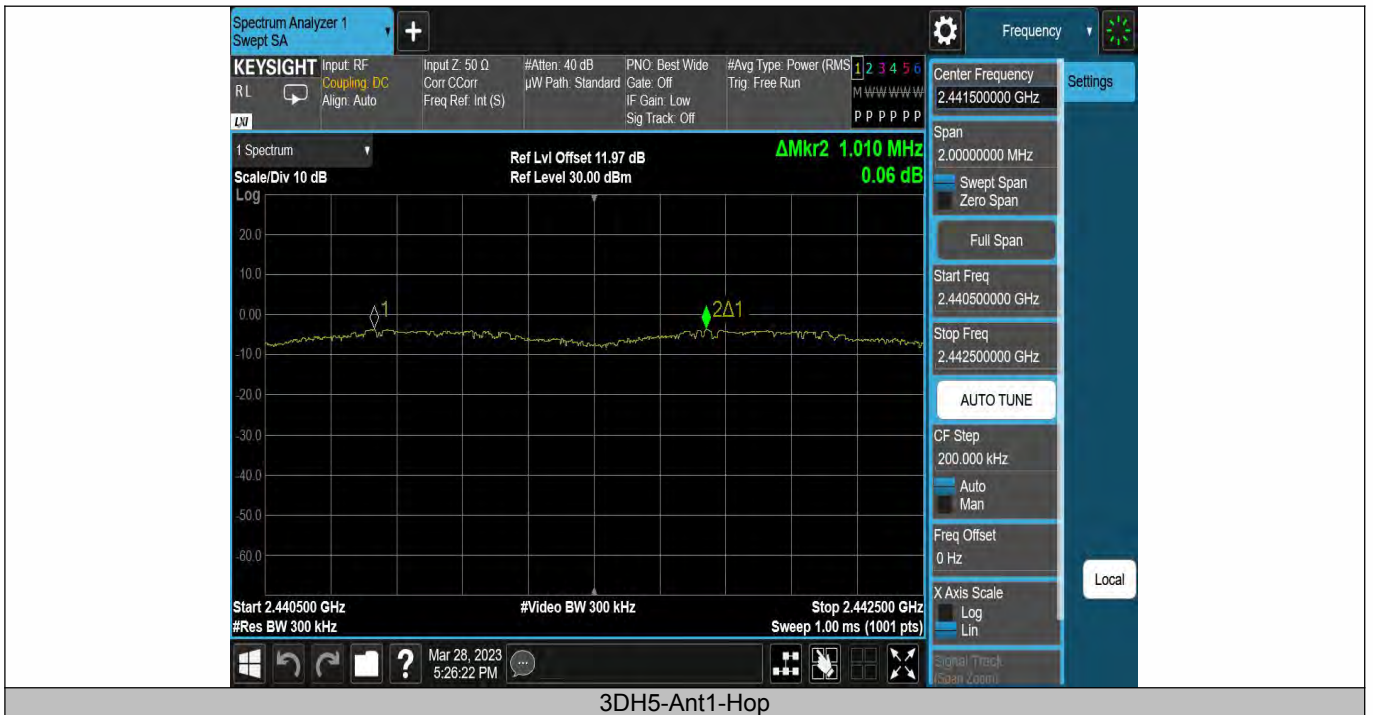 Spectrum Analyzer 1
Swept SA
Frequency
KEYSIGHT
RL
LXI
Input: RF
Coupling: DC
Align: Auto
Input Z: 50 Ω
Corr CCorr
Freq Ref: Int (S)
#Atten: 40 dB
µW Path: Standard
PNO: Best Wide
Gate: Off
IF Gain: Low
Sig Track: Off
#Avg Type: Power (RMS
Trig: Free Run
1 2 3 4 5 6
M W W W W W
P P P P P P
1 Spectrum
Scale/Div 10 dB
Log
Ref Lvl Offset 11.97 dB
Ref Level 30.00 dBm
ΔMkr2 1.010 MHz
0.06 dB
20.0
10.0
0.00
-10.0
-20.0
-30.0
-40.0
-50.0
-60.0
1
2Δ1
Start 2.440500 GHz
#Res BW 300 kHz
#Video BW 300 kHz
Stop 2.442500 GHz
Sweep 1.00 ms (1001 pts)
Center Frequency
2.441500000 GHz
Settings
Span
2.00000000 MHz
Swept Span
Zero Span
Full Span
Start Freq
2.440500000 GHz
Stop Freq
2.442500000 GHz
AUTO TUNE
CF Step
200.000 kHz
Auto
Man
Freq Offset
0 Hz
X Axis Scale
Log
Lin
Signal Track
(Span Zoom)
Local
?
Mar 28, 2023
5:26:22 PM
3DH5-Ant1-Hop